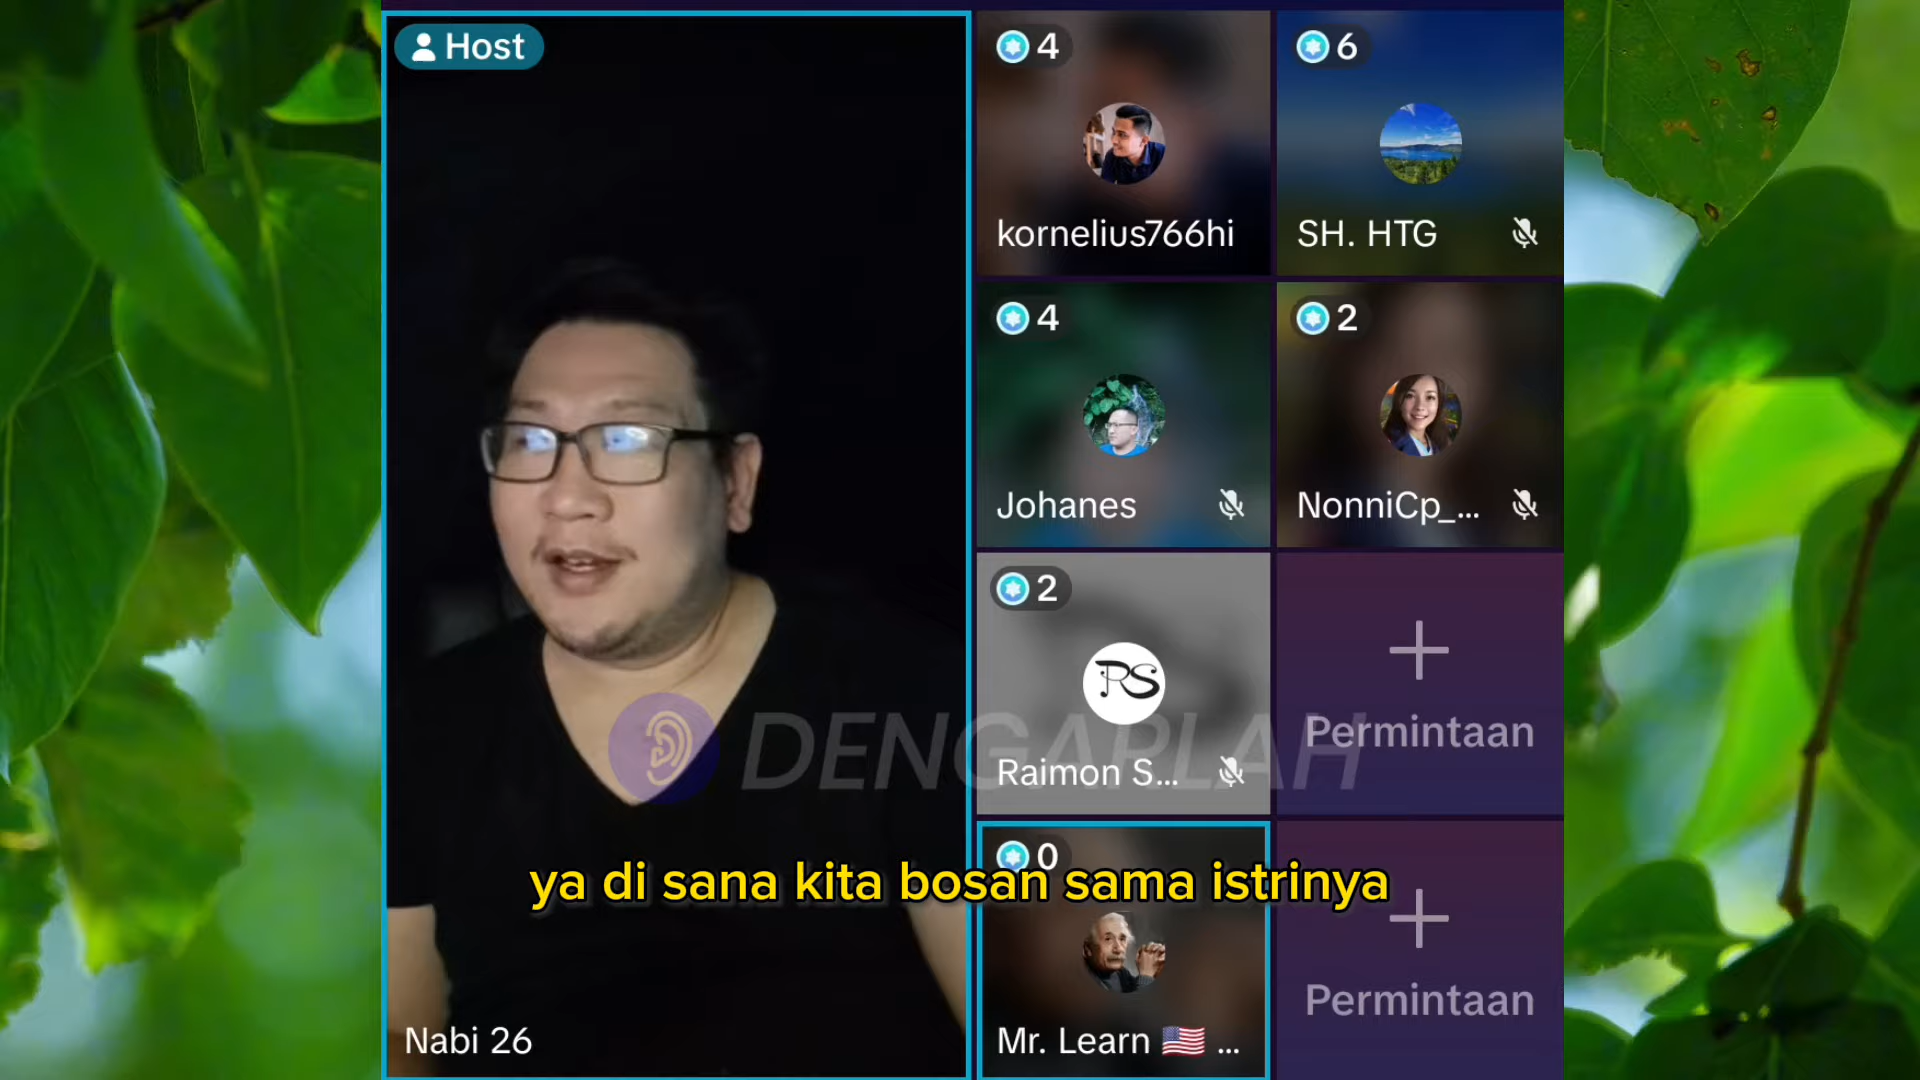 Host
4
6
kornelius766hi
SH. HTG
4
2
Johanes
NonniCp_...
2
RS
Permintaan
DENGARLAH
Raimon S...
0
ya di sana kita bosan sama istrinya
Permintaan
Nabi 26
Mr. Learn 🇺🇸 ...